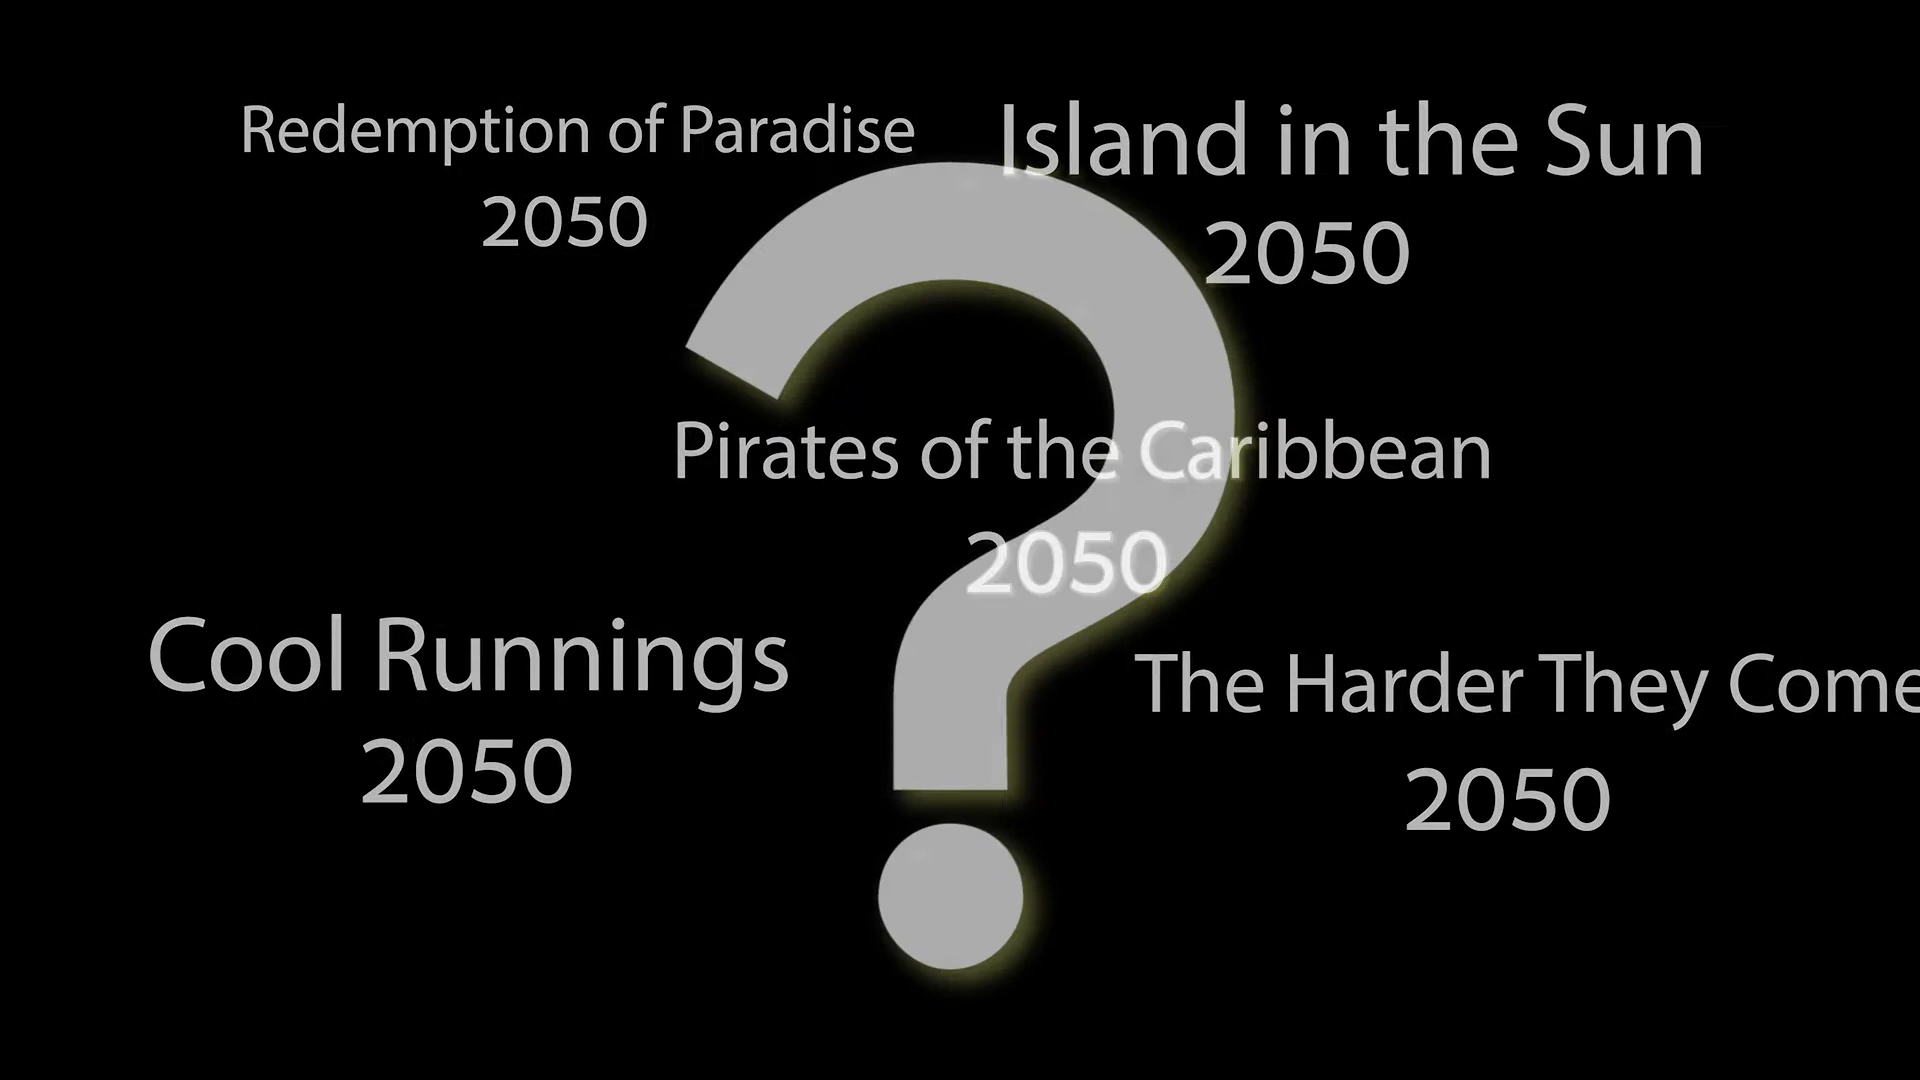 Redemption of Paradise
2050
Island in the Sun
2050
Pirates of the Caribbean
2050
Cool Runnings
2050
The Harder They Come
2050
?